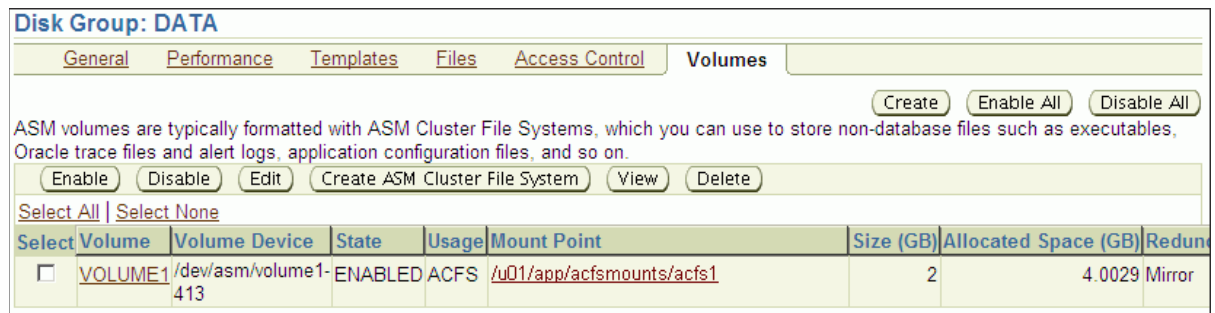 Disk Group: DATA
General Performance Templates Files Access Control Volumes
Create Enable All Disable All
ASM volumes are typically formatted with ASM Cluster File Systems, which you can use to store non-database files such as executables,
Oracle trace files and alert logs, application configuration files, and so on.
Enable Disable Edit Create ASM Cluster File System View Delete
Select All | Select None
Select Volume Volume Device State Usage Mount Point Size (GB) Allocated Space (GB) Redun
VOLUME1 /dev/asm/volume1- ENABLED ACFS /u01/app/acfsmounts/acfs1 2 4.0029 Mirror
413